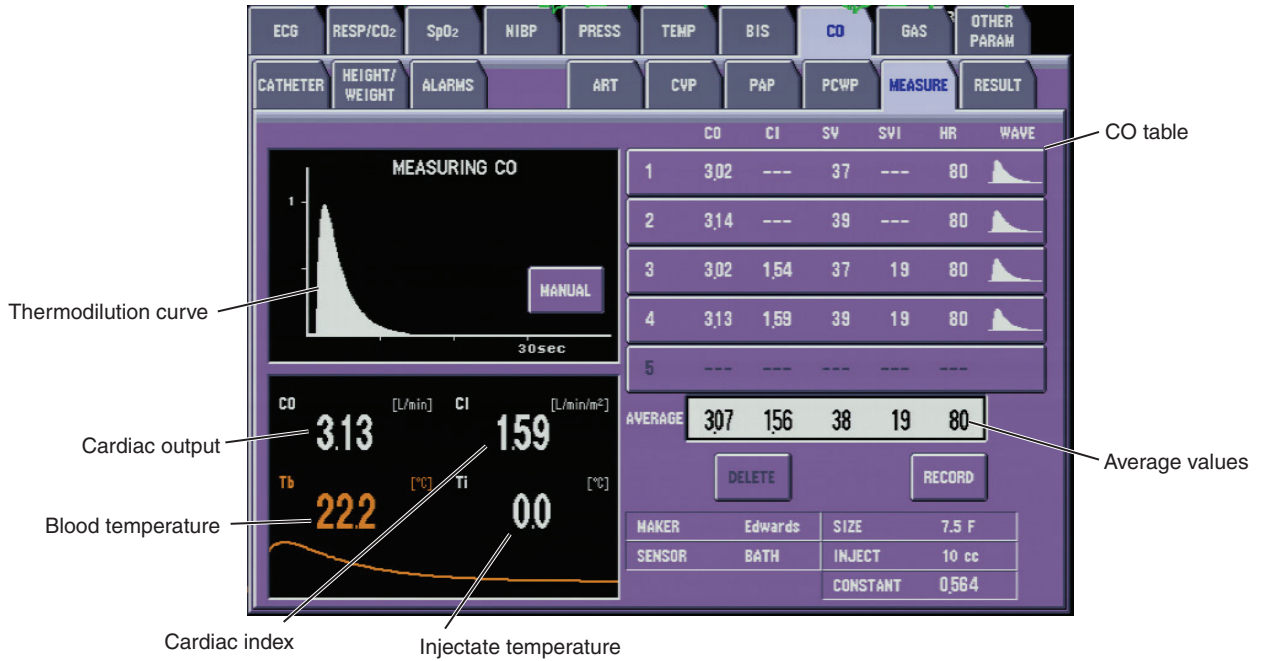 ECG RESP/CO2 SpO2 NIBP PRESS TEMP BIS CO GAS OTHER PARAM
CATHETER HEIGHT/ WEIGHT ALARMS ART CVP PAP PCWP MEASURE RESULT
CO CI SV SVI HR WAVE
CO table
MEASURING CO
1
MANUAL
30sec
Thermodilution curve
1 3.02 --- 37 --- 80
2 3.14 --- 39 --- 80
3 3.02 1.54 37 19 80
4 3.13 1.59 39 19 80
5 --- --- --- --- ---
AVERAGE 3.07 1.56 38 19 80
Average values
DELETE RECORD
CO [L/min] CI [L/min/m²]
3.13 1.59
Cardiac output
Tb [°C] Ti [°C]
22.2 0.0
Blood temperature
MAKER Edwards SIZE 7.5 F
SENSOR BATH INJECT 10 cc
CONSTANT 0.564
Cardiac index
Injectate temperature